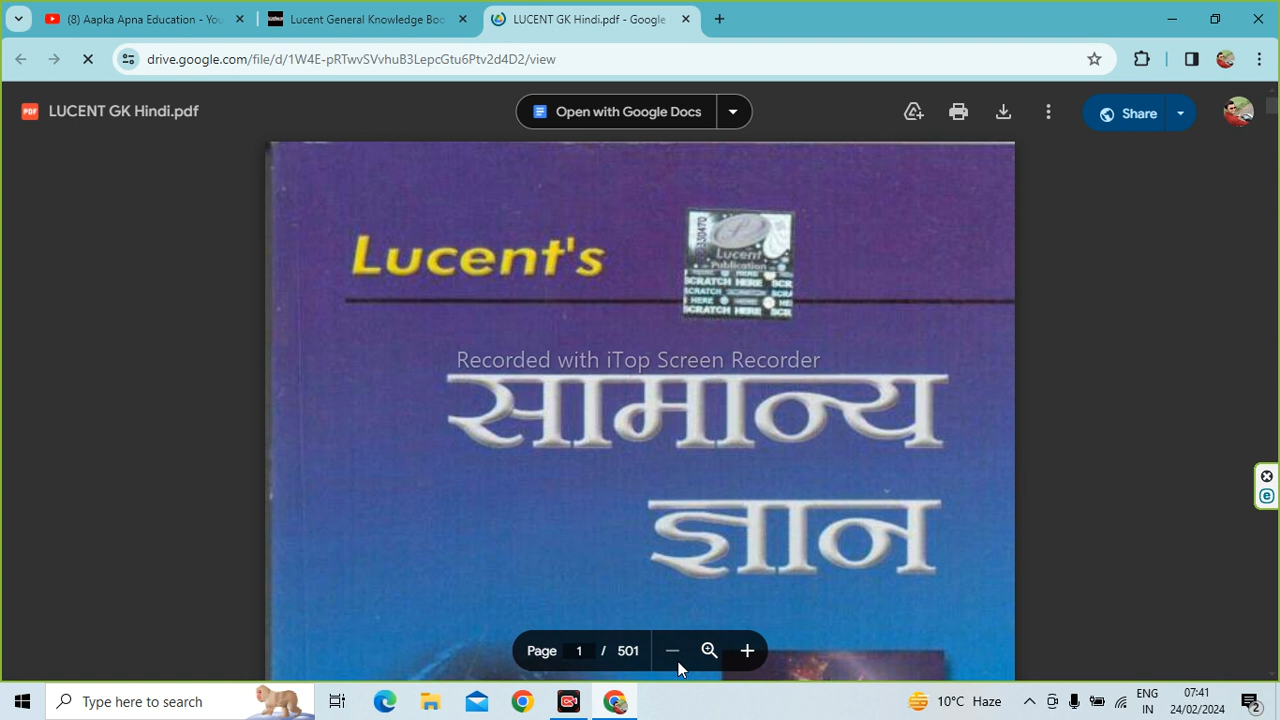 (8) Aapka Apna Education - You
Lucent General Knowledge Boo
LUCENT GK Hindi.pdf - Google
drive.google.com/file/d/1W4E-pRTwvSVvhuB3LepcGtu6Ptv2d4D2/view
PDF
LUCENT GK Hindi.pdf
Open with Google Docs
Share
Lucent's
Lucent
Publication
SCRATCH HERE
Recorded with iTop Screen Recorder
सामान्य
ज्ञान
Page 1 / 501
Type here to search
10°C Haze
ENG
IN
07:41
24/02/2024
2